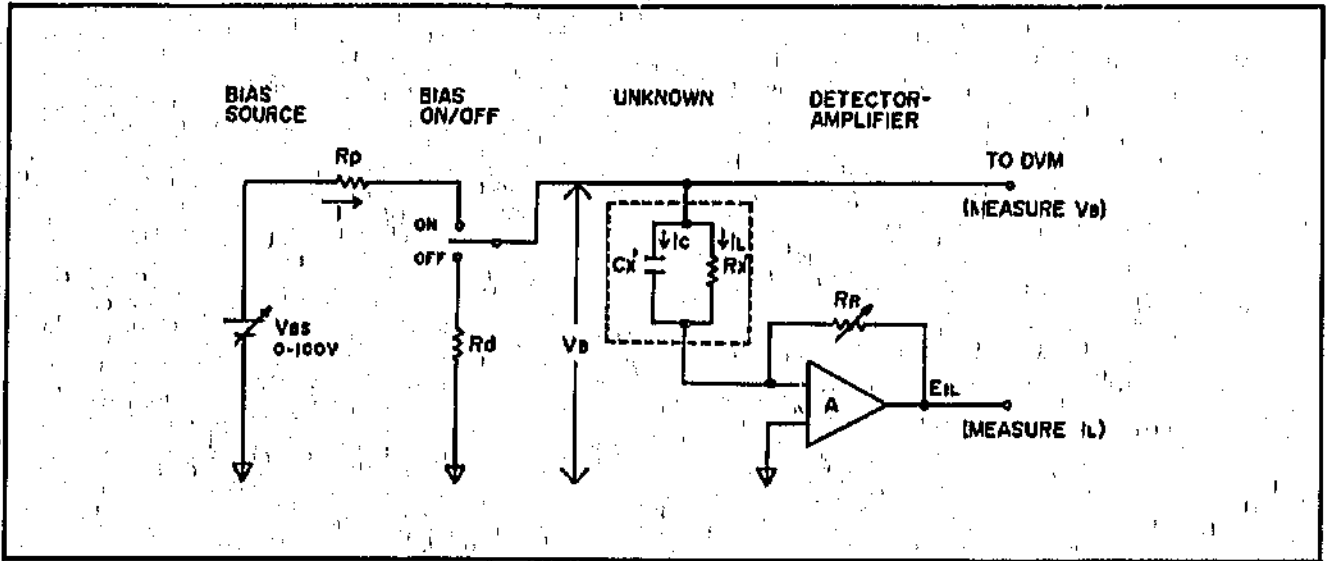 BIAS
SOURCE
BIAS
ON/OFF
UNKNOWN
DETECTOR-
AMPLIFIER
Rp
I
ON
OFF
VBS
0-100V
Rd
VB
Cx'
IC
IL
Rx'
RR
A
EIL
TO DVM
(MEASURE VB)
(MEASURE IL)